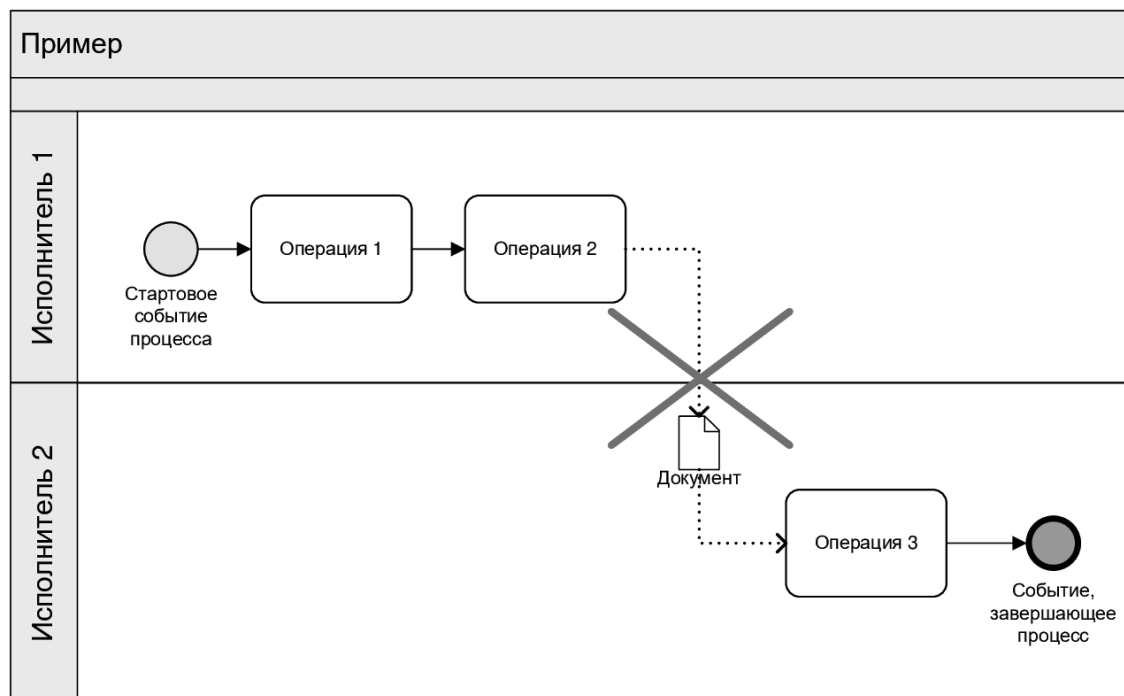 Пример
Исполнитель 1
Операция 1
Операция 2
Стартовое
событие
процесса
Исполнитель 2
Документ
Операция 3
Событие,
завершающее
процесс